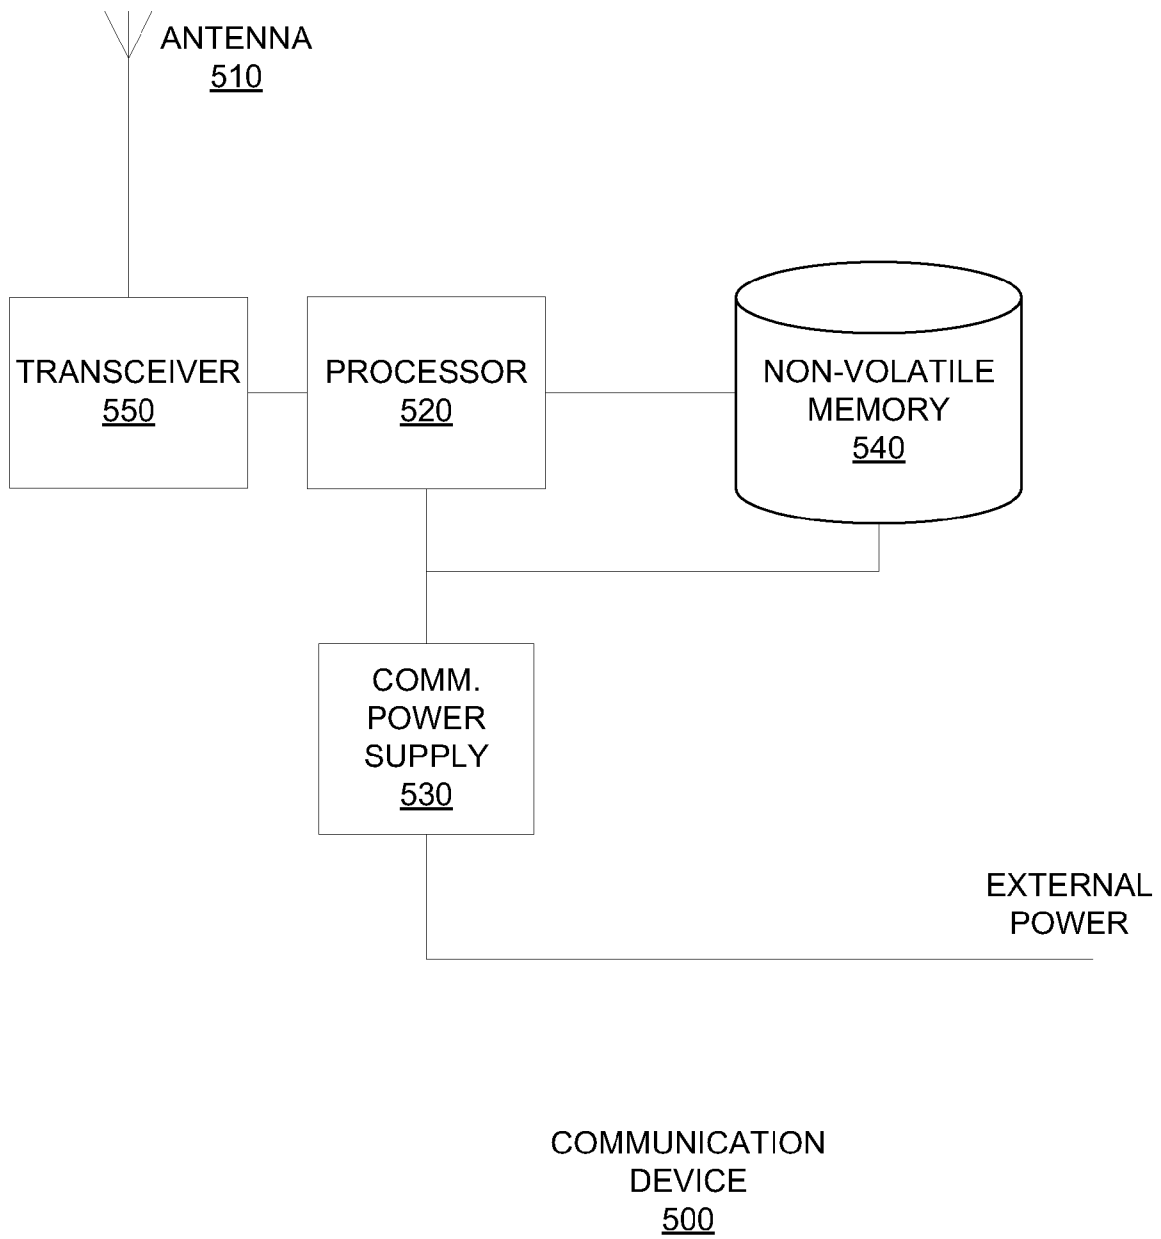 ANTENNA
510
TRANSCEIVER
550
PROCESSOR
520
NON-VOLATILE
MEMORY
540
COMM.
POWER
SUPPLY
530
EXTERNAL
POWER
COMMUNICATION
DEVICE
500